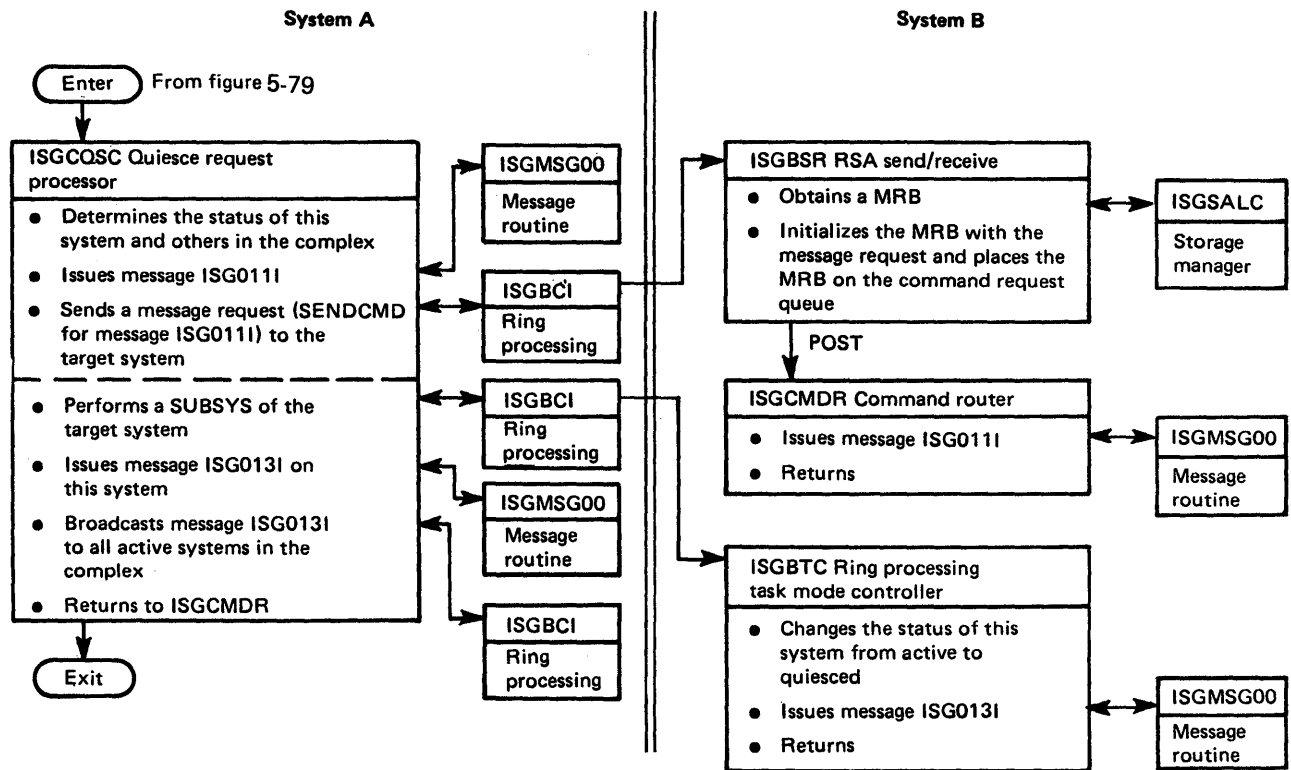 System A
Enter From figure 5-79
ISGCQSC Quiesce request
processor
● Determines the status of this
system and others in the complex
● Issues message ISG011I
● Sends a message request (SENDCMD
for message ISG011I) to the
target system
● Performs a SUBSYS of the
target system
● Issues message ISG013I on
this system
● Broadcasts message ISG013I
to all active systems in the
complex
● Returns to ISGCMDR
Exit
ISGMSG00
Message
routine
ISGBCI
Ring
processing
ISGBCI
Ring
processing
ISGMSG00
Message
routine
ISGBCI
Ring
processing
System B
ISGBSR RSA send/receive
● Obtains a MRB
● Initializes the MRB with the
message request and places the
MRB on the command request
queue
ISGSALC
Storage
manager
POST
ISGCMDR Command router
● Issues message ISG011I
● Returns
ISGMSG00
Message
routine
ISGBTC Ring processing
task mode controller
● Changes the status of this
system from active to
quiesced
● Issues message ISG013I
● Returns
ISGMSG00
Message
routine